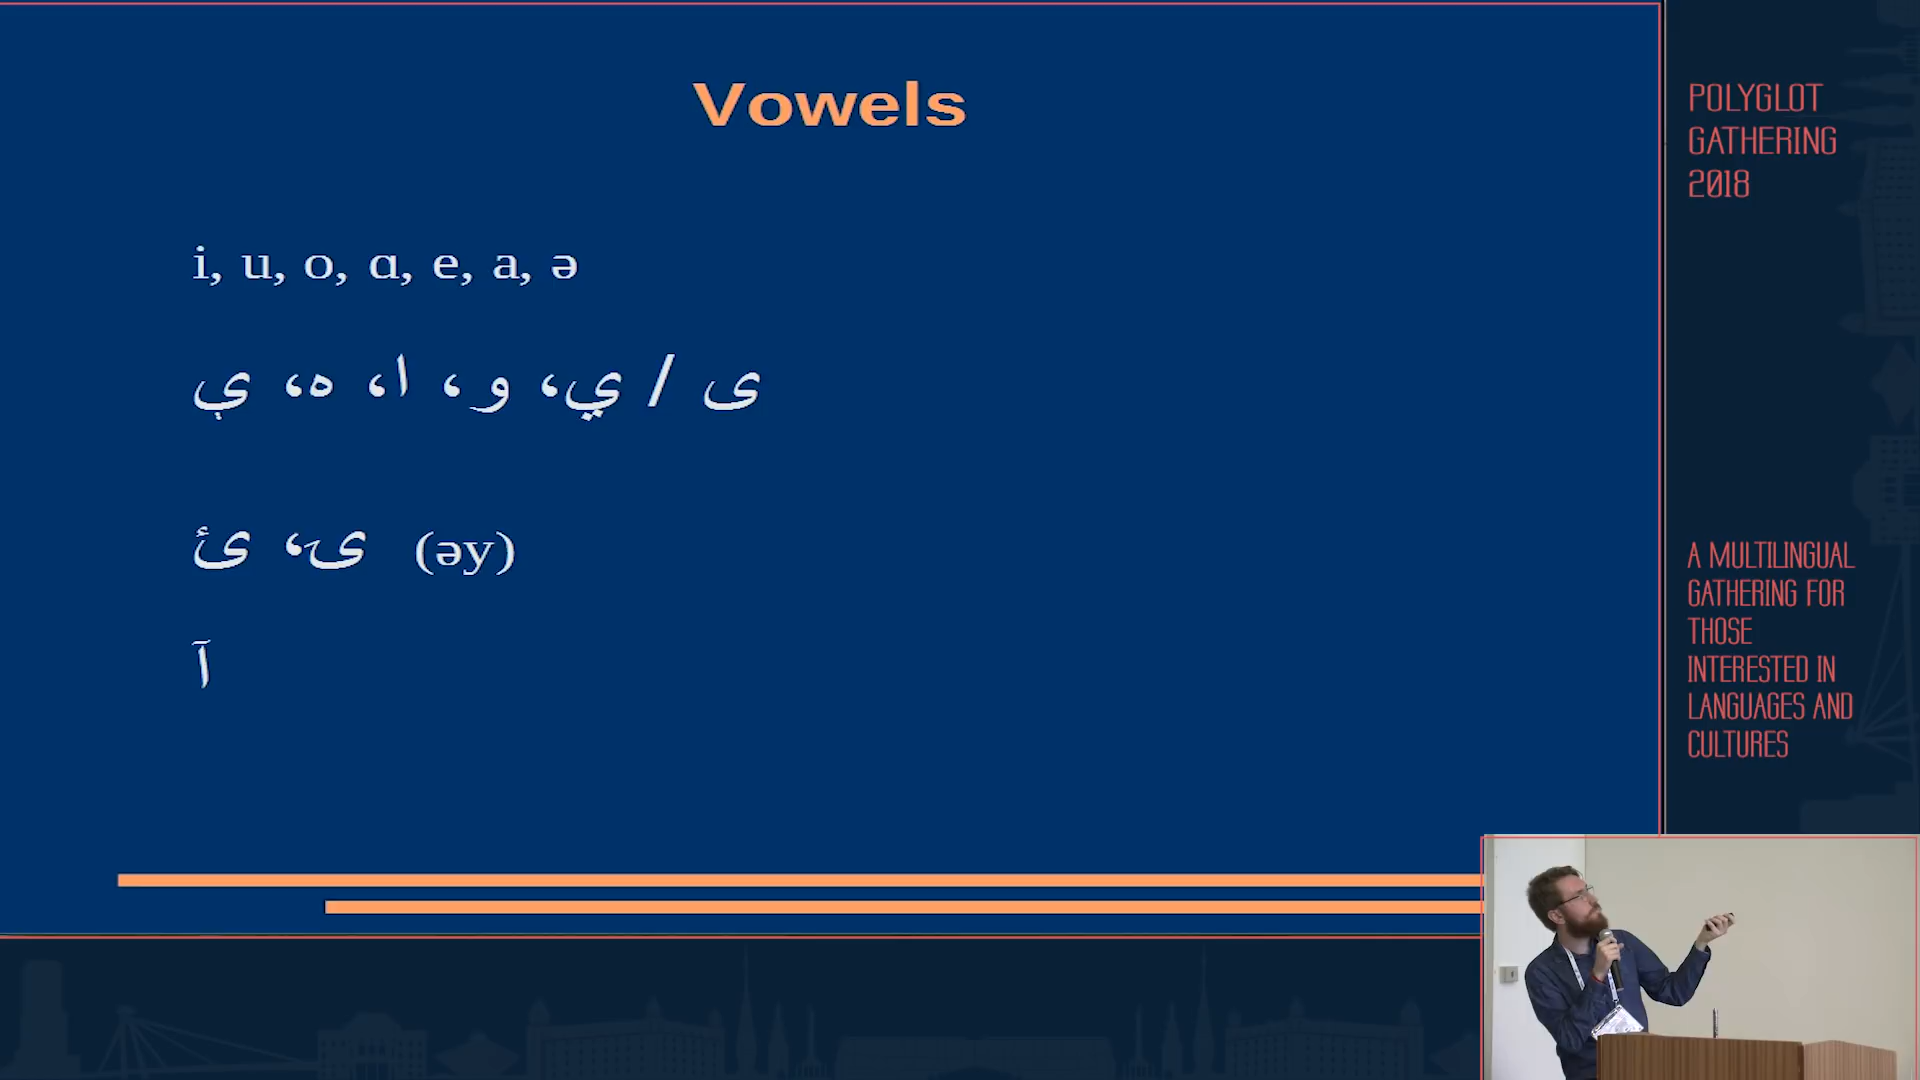 Vowels
i, u, o, ɑ, e, a, ə
ی / ي، و، ا، ه، ې
ۍ، ئ (əy)
آ
POLYGLOT
GATHERING
2018
A MULTILINGUAL
GATHERING FOR
THOSE
INTERESTED IN
LANGUAGES AND
CULTURES